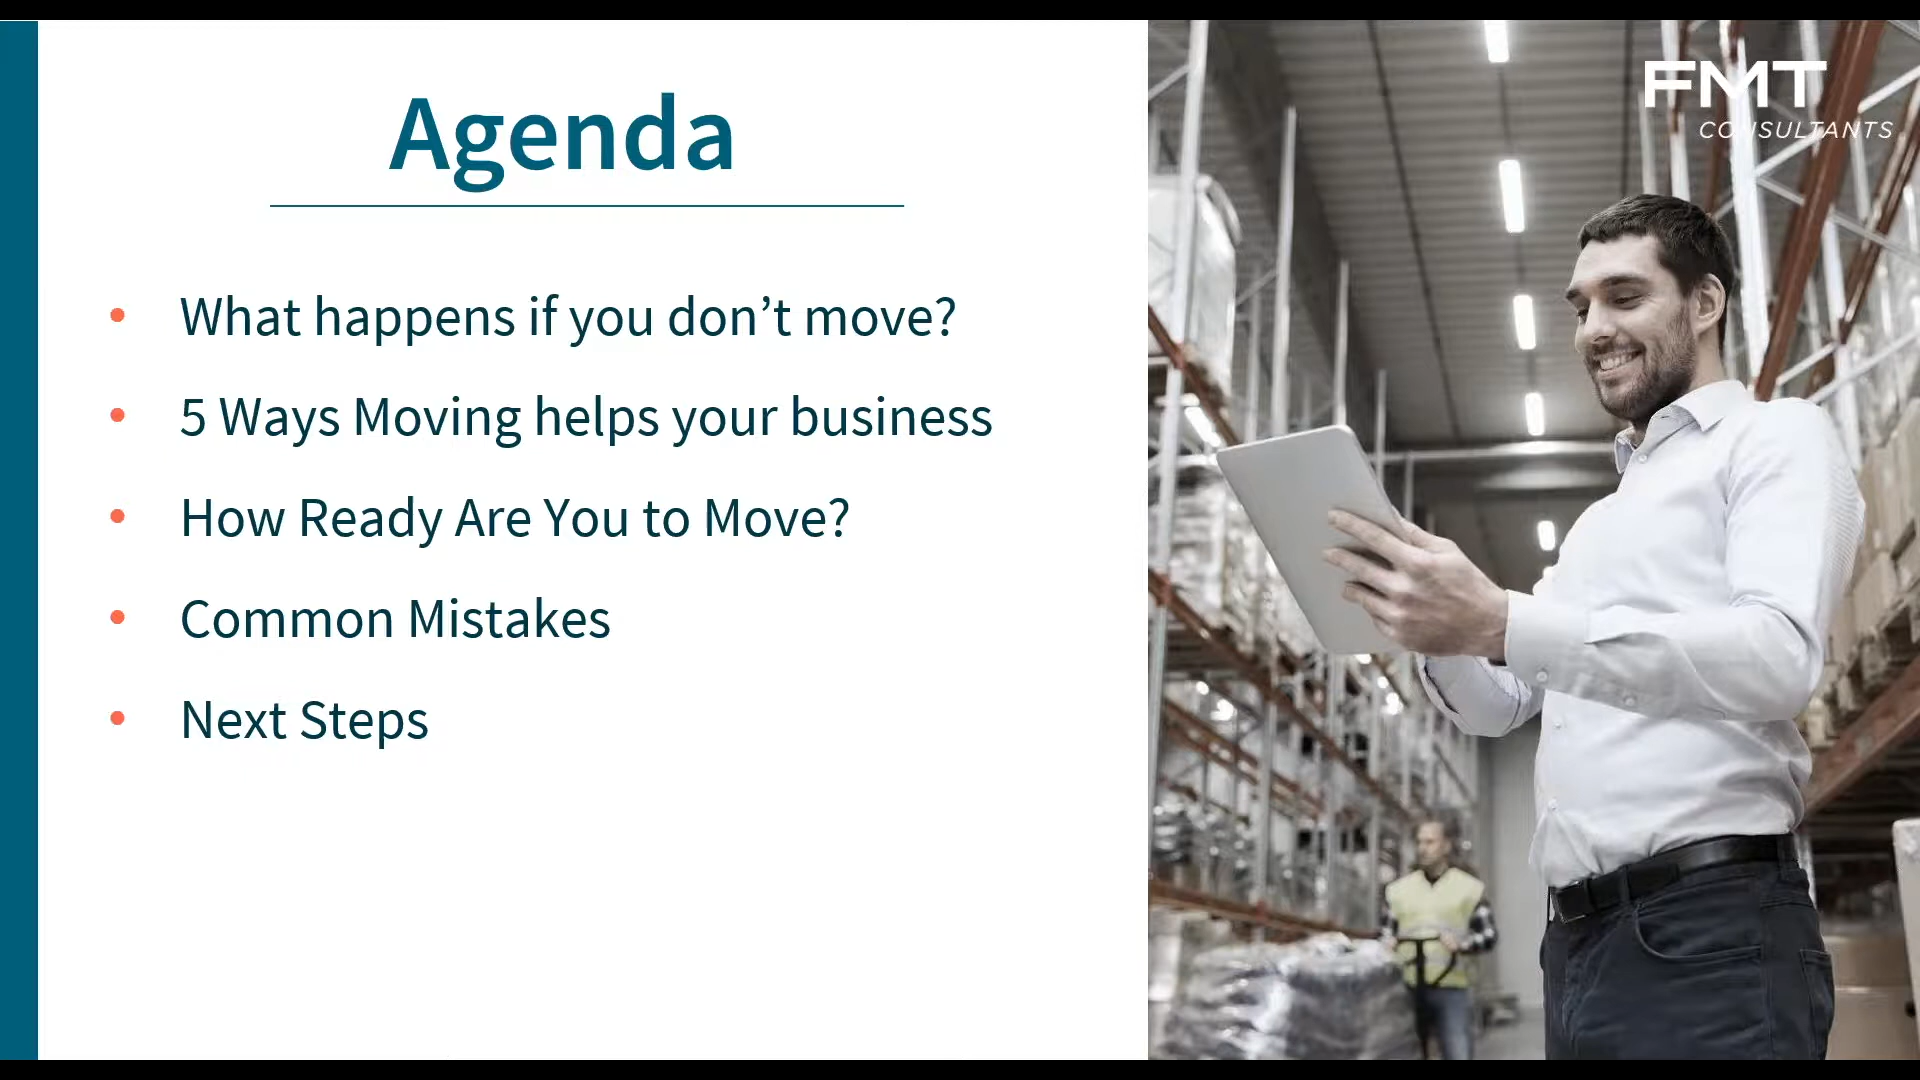 Agenda
• What happens if you don’t move?
• 5 Ways Moving helps your business
• How Ready Are You to Move?
• Common Mistakes
• Next Steps
FMT
CONSULTANTS